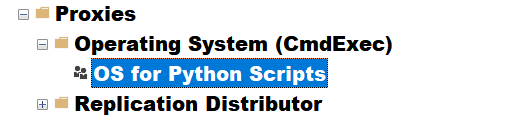 Proxies
Operating System (CmdExec)
OS for Python Scripts
Replication Distributor